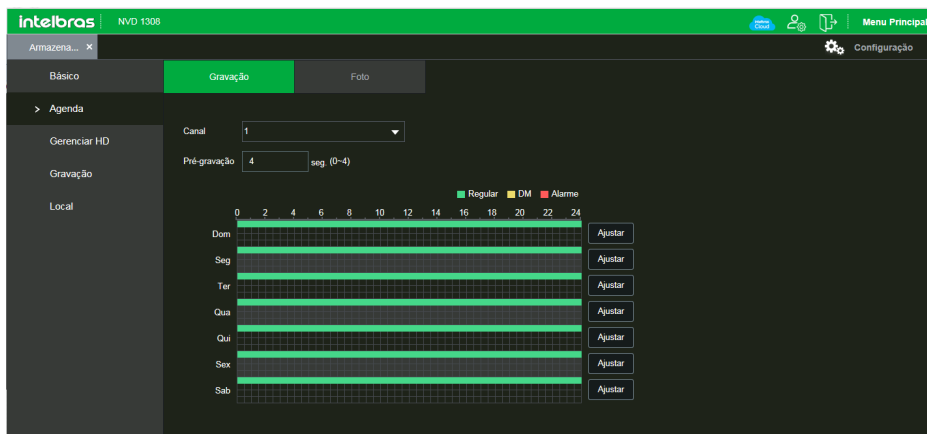 intelbras NVD 1308 intelbras Cloud Menu Principal
Armazena... × Configuração
Básico Gravação Foto
> Agenda
Canal 1
Gerenciar HD
Pré-gravação 4 seg. (0~4)
Gravação
Regular DM Alarme
Local
0 2 4 6 8 10 12 14 16 18 20 22 24
Dom Ajustar
Seg Ajustar
Ter Ajustar
Qua Ajustar
Qui Ajustar
Sex Ajustar
Sab Ajustar